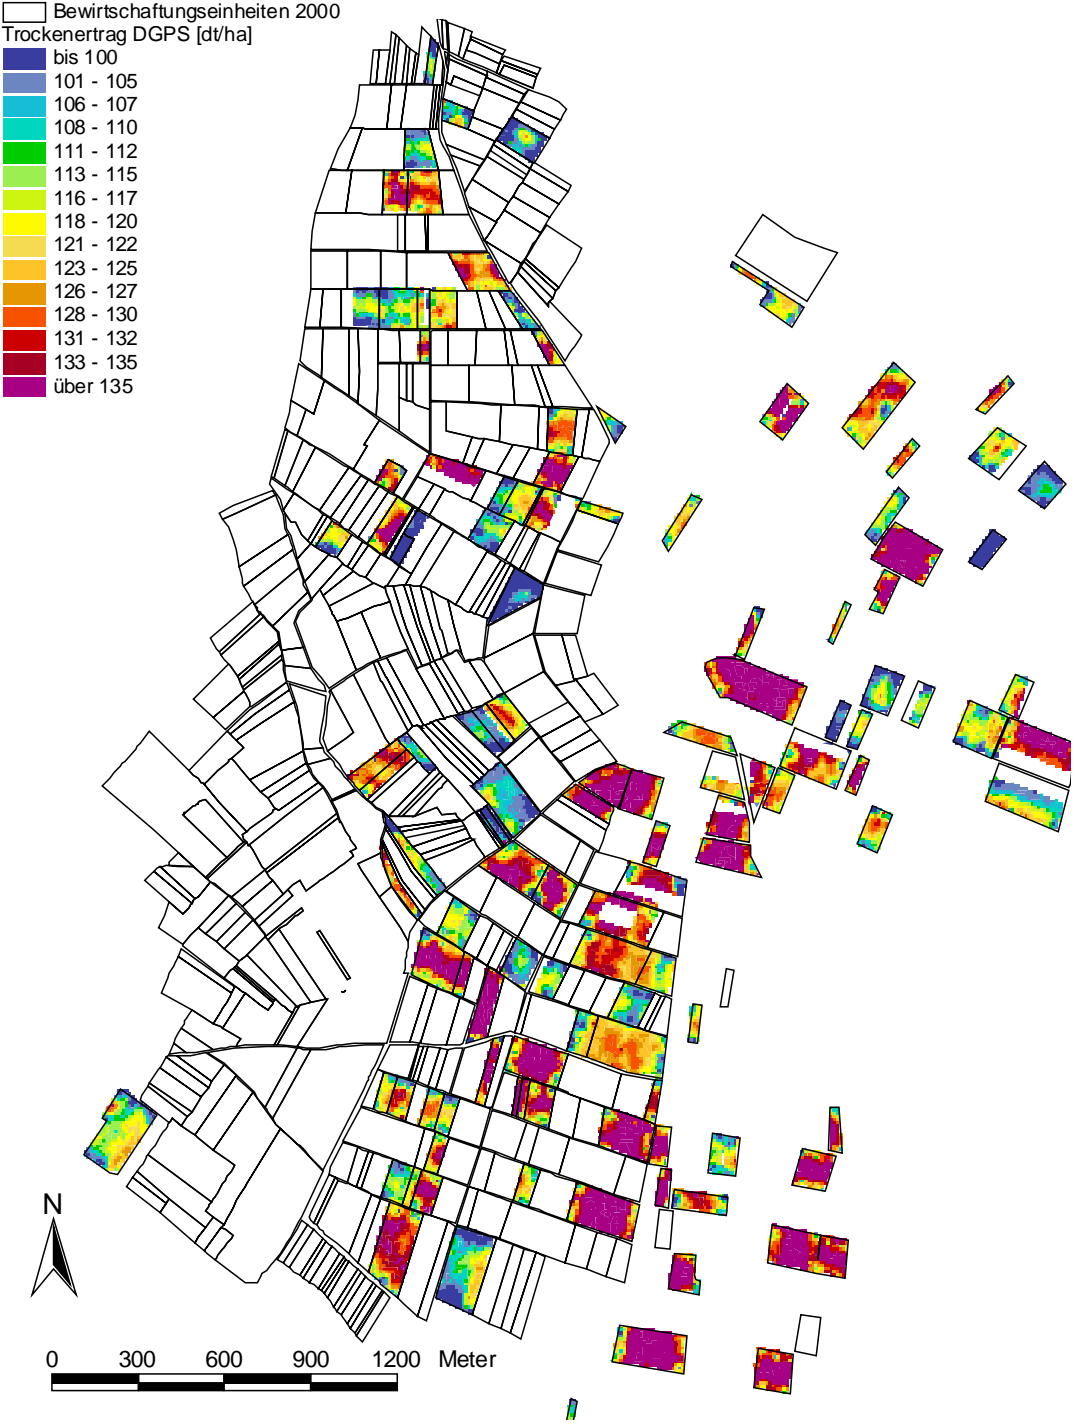 Bewirtschaftungseinheiten 2000
Trockenertrag DGPS [dt/ha]
bis 100
101 - 105
106 - 107
108 - 110
111 - 112
113 - 115
116 - 117
118 - 120
121 - 122
123 - 125
126 - 127
128 - 130
131 - 132
133 - 135
über 135
N
0 300 600 900 1200 Meter